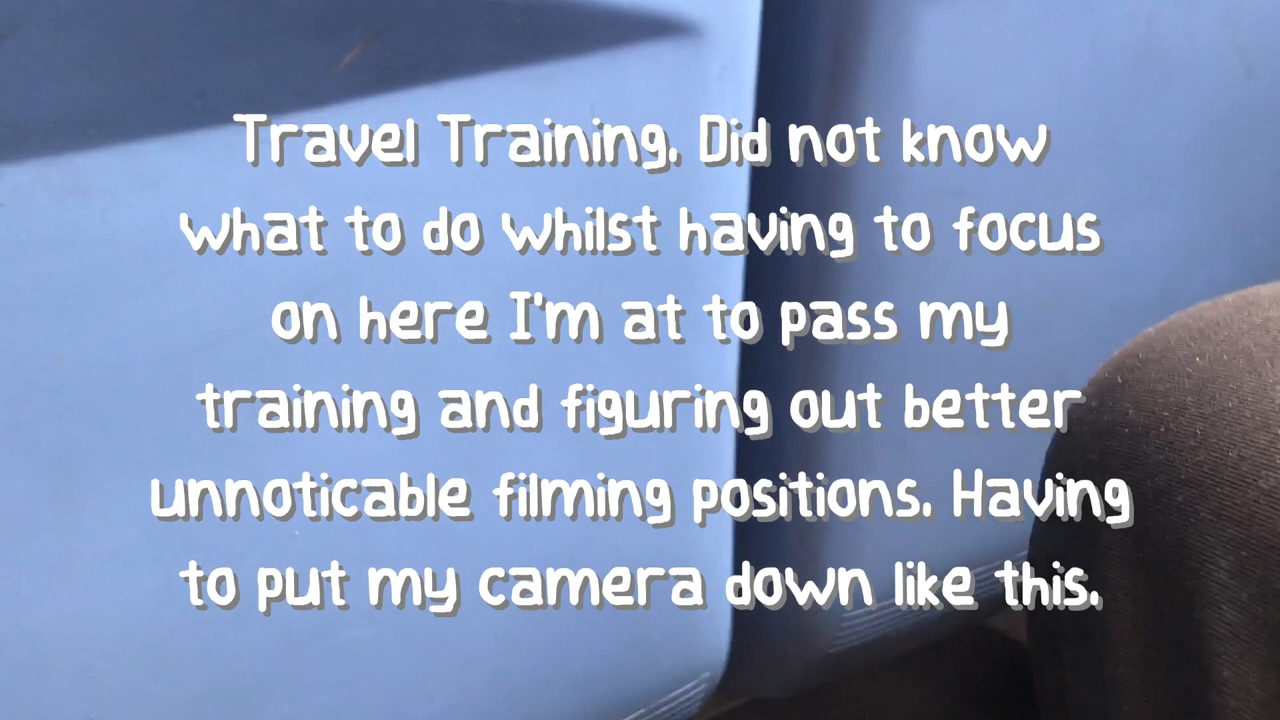 Travel Training. Did not know
what to do whilst having to focus
on here I'm at to pass my
training and figuring out better
unnoticable filming positions. Having
to put my camera down like this.